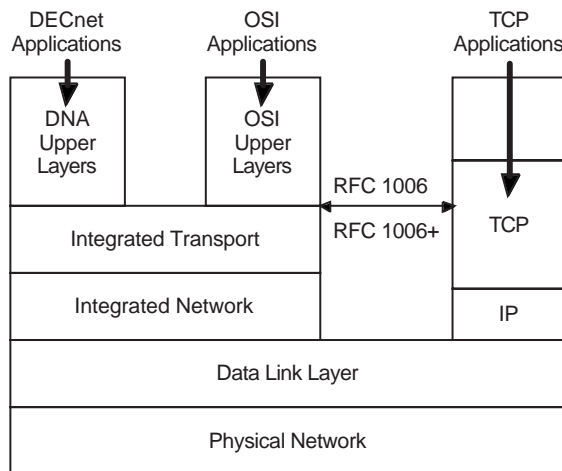 DECnet
Applications
OSI
Applications
TCP
Applications
DNA
Upper
Layers
OSI
Upper
Layers
RFC 1006
RFC 1006+
TCP
Integrated Transport
Integrated Network
IP
Data Link Layer
Physical Network